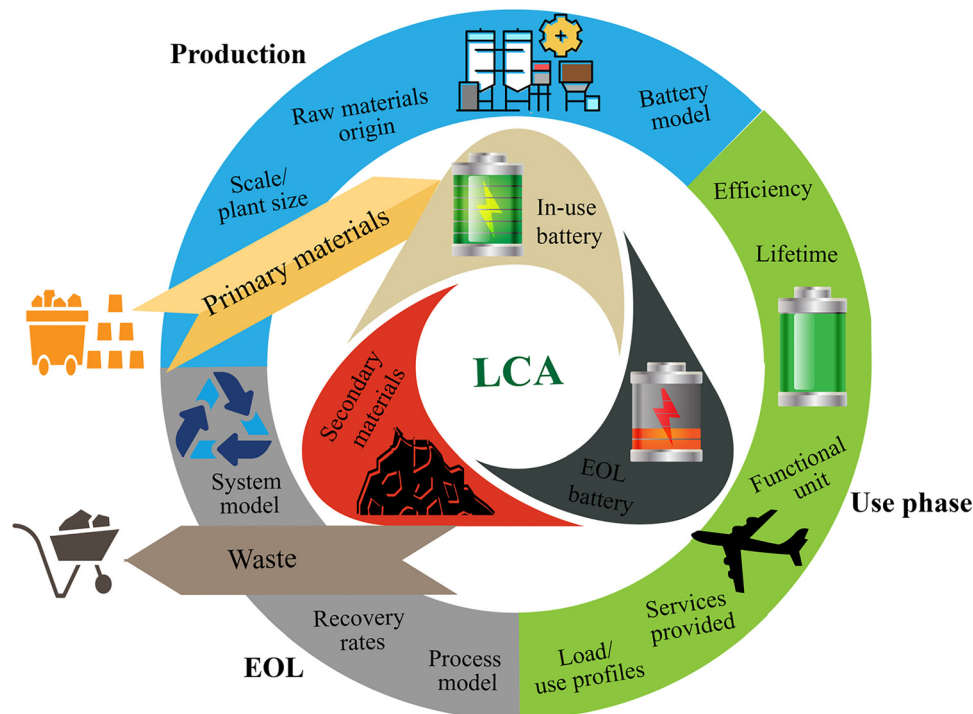 Production
Raw materials
origin
Battery
model
Scale/
plant size
Primary materials
In-use
battery
Efficiency
Lifetime
LCA
Secondary
materials
EOL
battery
Functional
unit
Use phase
System
model
Waste
Services
provided
Recovery
rates
Load/
use profiles
Process
model
EOL